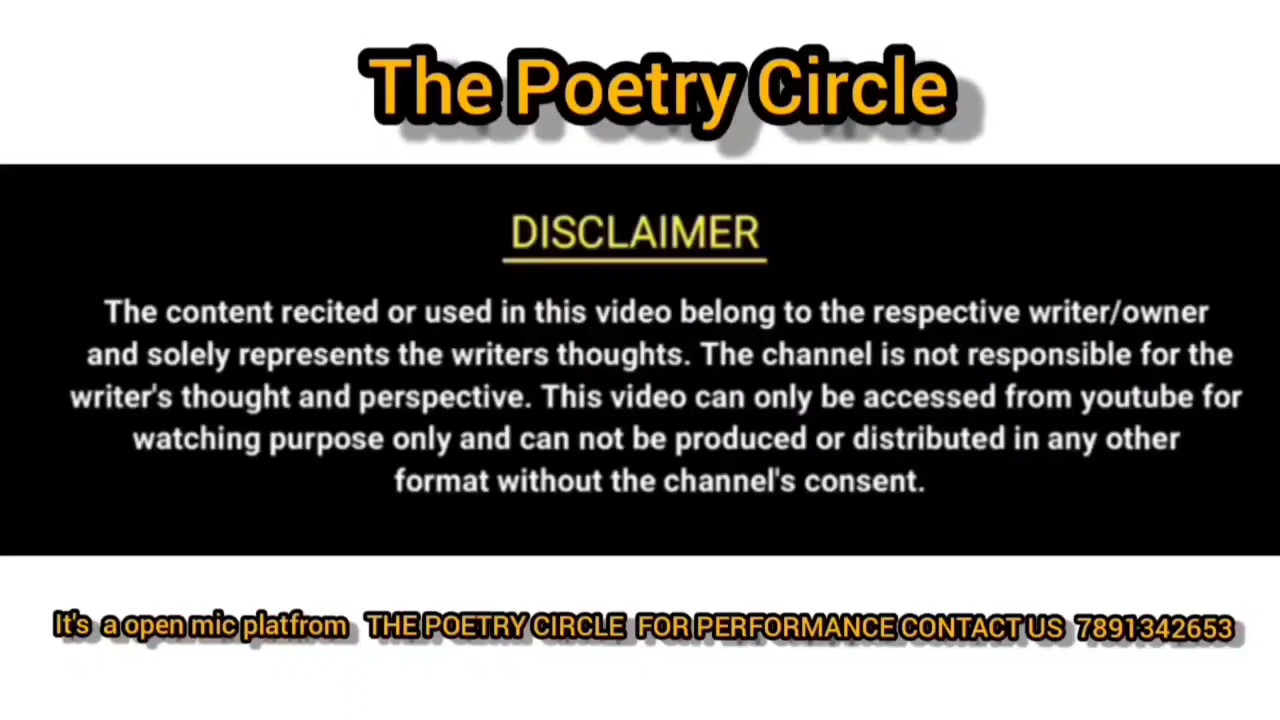 The Poetry Circle
DISCLAIMER
The content recited or used in this video belong to the respective writer/owner
and solely represents the writers thoughts. The channel is not responsible for the
writer's thought and perspective. This video can only be accessed from youtube for
watching purpose only and can not be produced or distributed in any other
format without the channel's consent.
It's a open mic platfrom THE POETRY CIRCLE FOR PERFORMANCE CONTACT US 7891342653